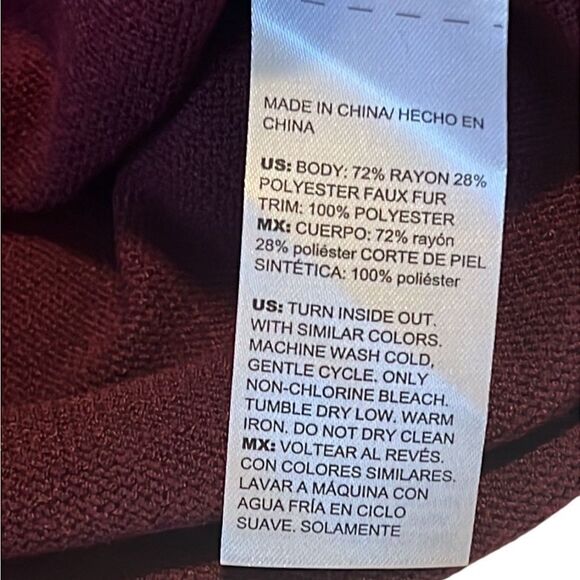 MADE IN CHINA/ HECHO EN
CHINA
US: BODY: 72% RAYON 28%
POLYESTER FAUX FUR
TRIM: 100% POLYESTER
MX: CUERPO: 72% rayón
28% poliéster CORTE DE PIEL
SINTÉTICA: 100% poliéster
US: TURN INSIDE OUT.
WITH SIMILAR COLORS.
MACHINE WASH COLD,
GENTLE CYCLE. ONLY
NON-CHLORINE BLEACH.
TUMBLE DRY LOW. WARM
IRON. DO NOT DRY CLEAN
MX: VOLTEAR AL REVÉS.
CON COLORES SIMILARES.
LAVAR A MÁQUINA CON
AGUA FRÍA EN CICLO
SUAVE. SOLAMENTE